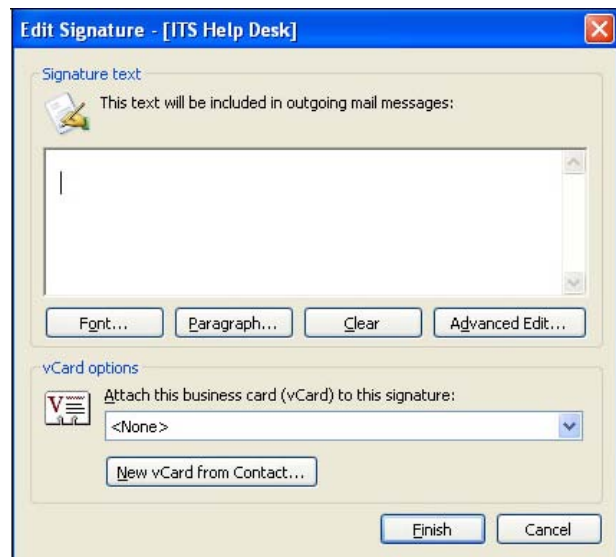 Edit Signature - [ITS Help Desk]
Signature text
This text will be included in outgoing mail messages:
Font... Paragraph... Clear Advanced Edit...
vCard options
Attach this business card (vCard) to this signature:
<None>
New vCard from Contact...
Finish Cancel